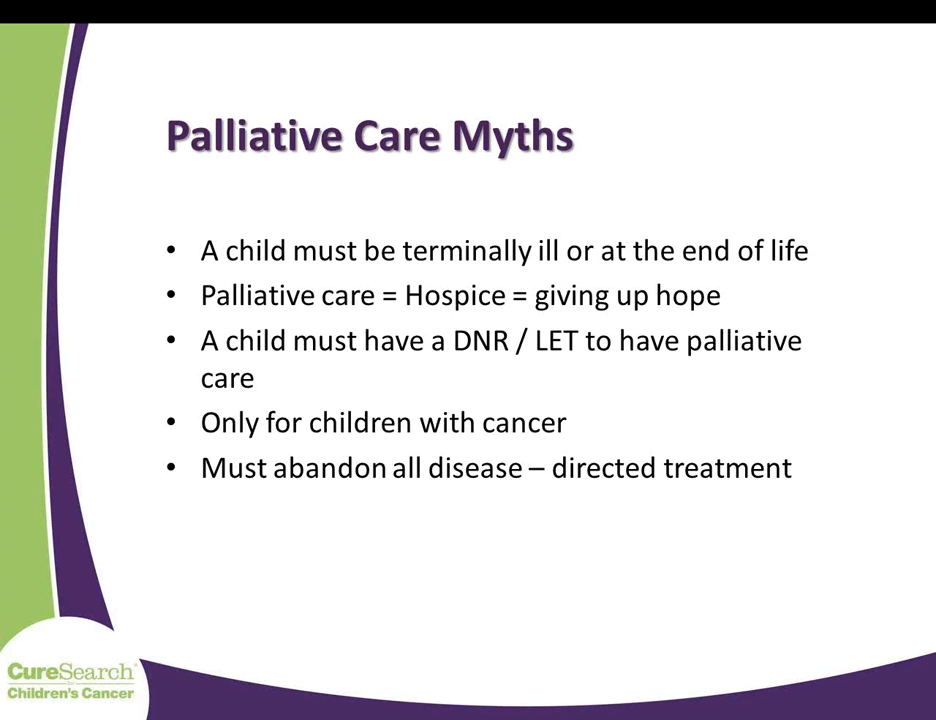 Palliative Care Myths
• A child must be terminally ill or at the end of life
• Palliative care = Hospice = giving up hope
• A child must have a DNR / LET to have palliative
care
• Only for children with cancer
• Must abandon all disease – directed treatment
CureSearch
for
Children's Cancer